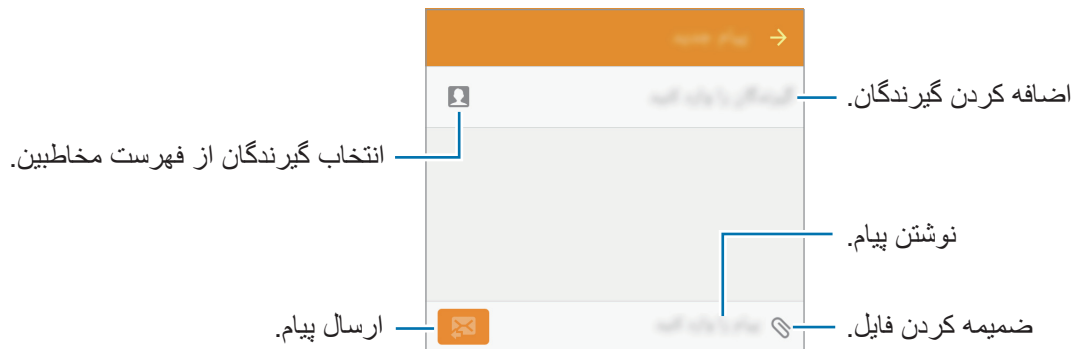 اضافه کردن گیرندگان.
انتخاب گیرندگان از فهرست مخاطبین.
نوشتن پیام.
ضمیمه کردن فایل.
ارسال پیام.